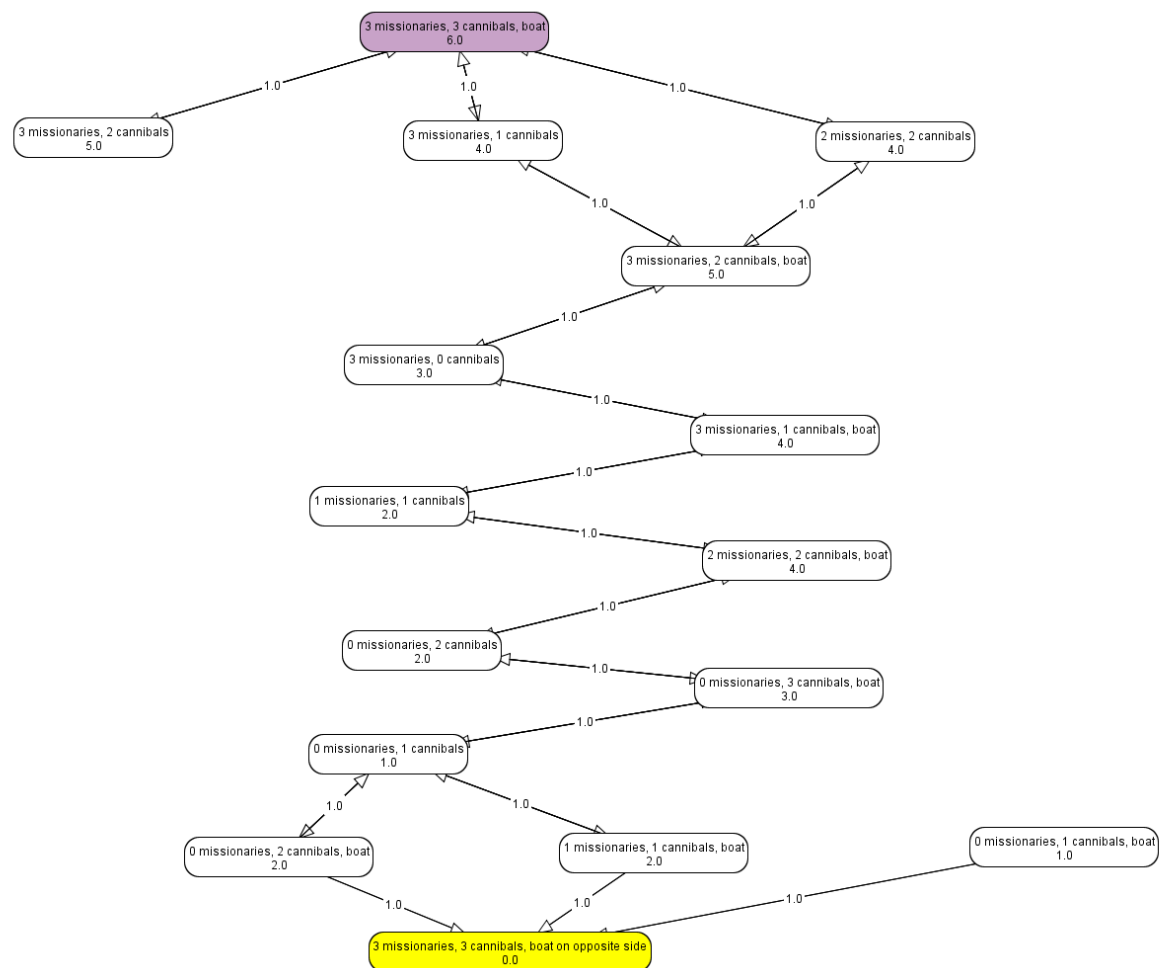 3 missionaries, 3 cannibals, boat
6.0
1.0
1.0
1.0
3 missionaries, 2 cannibals
5.0
3 missionaries, 1 cannibals
4.0
2 missionaries, 2 cannibals
4.0
1.0
1.0
3 missionaries, 2 cannibals, boat
5.0
1.0
3 missionaries, 0 cannibals
3.0
1.0
3 missionaries, 1 cannibals, boat
4.0
1.0
1 missionaries, 1 cannibals
2.0
1.0
2 missionaries, 2 cannibals, boat
4.0
1.0
0 missionaries, 2 cannibals
2.0
1.0
0 missionaries, 3 cannibals, boat
3.0
1.0
0 missionaries, 1 cannibals
1.0
1.0
1.0
0 missionaries, 2 cannibals, boat
2.0
1 missionaries, 1 cannibals, boat
2.0
0 missionaries, 1 cannibals, boat
1.0
1.0
1.0
1.0
3 missionaries, 3 cannibals, boat on opposite side
0.0